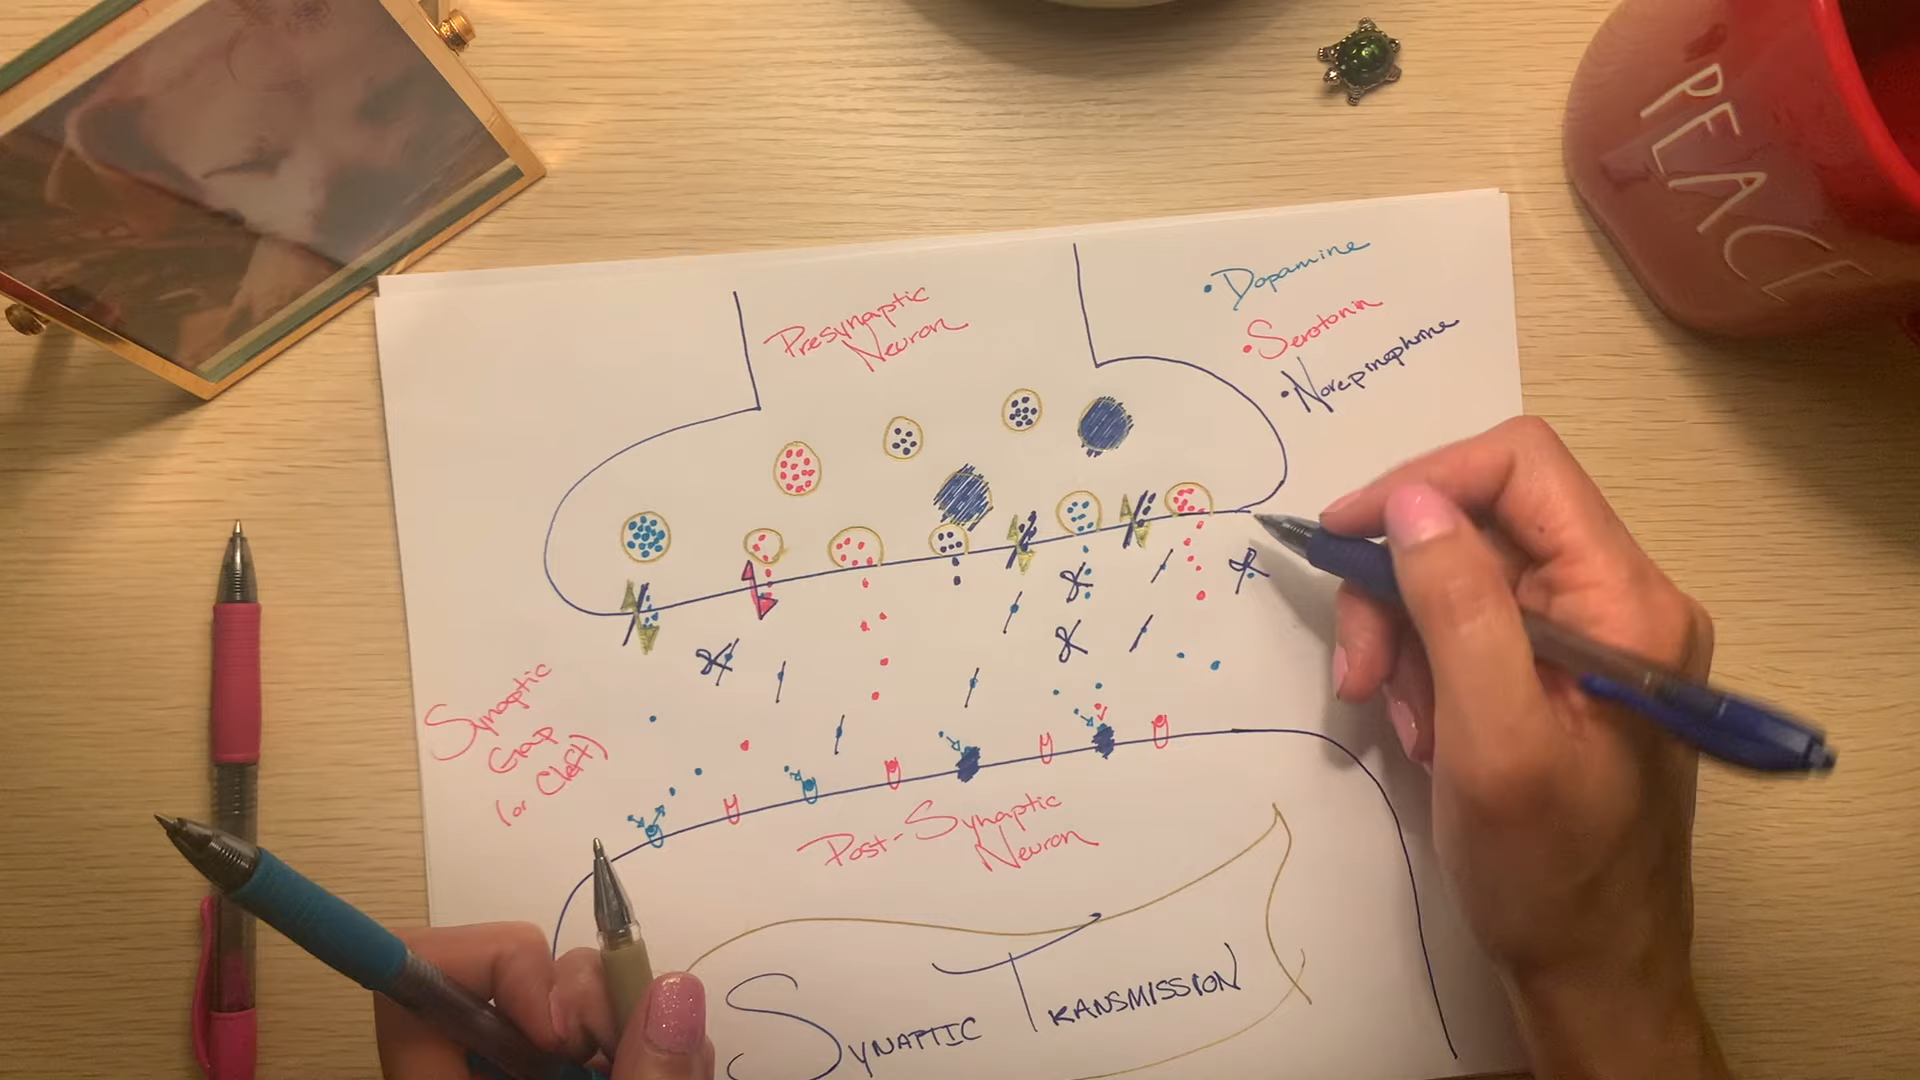 PEACE
Dopamine
Serotonin
Norepinephrine
Presynaptic
Neuron
Synaptic
Gap
(or Cleft)
Post-Synaptic
Neuron
SYNAPTIC TRANSMISSION